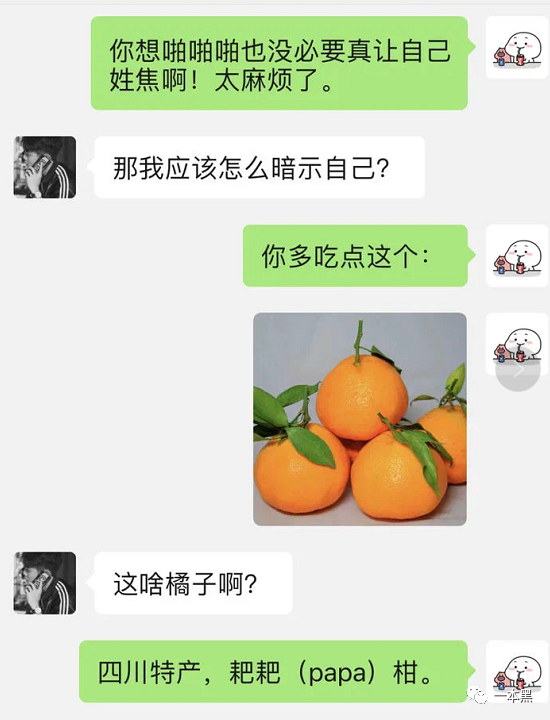 你想啪啪啪也没必要真让自己
姓焦啊！太麻烦了。
那我应该怎么暗示自己？
你多吃点这个：
这啥橘子啊？
四川特产，耙耙（papa）柑。
一本黑